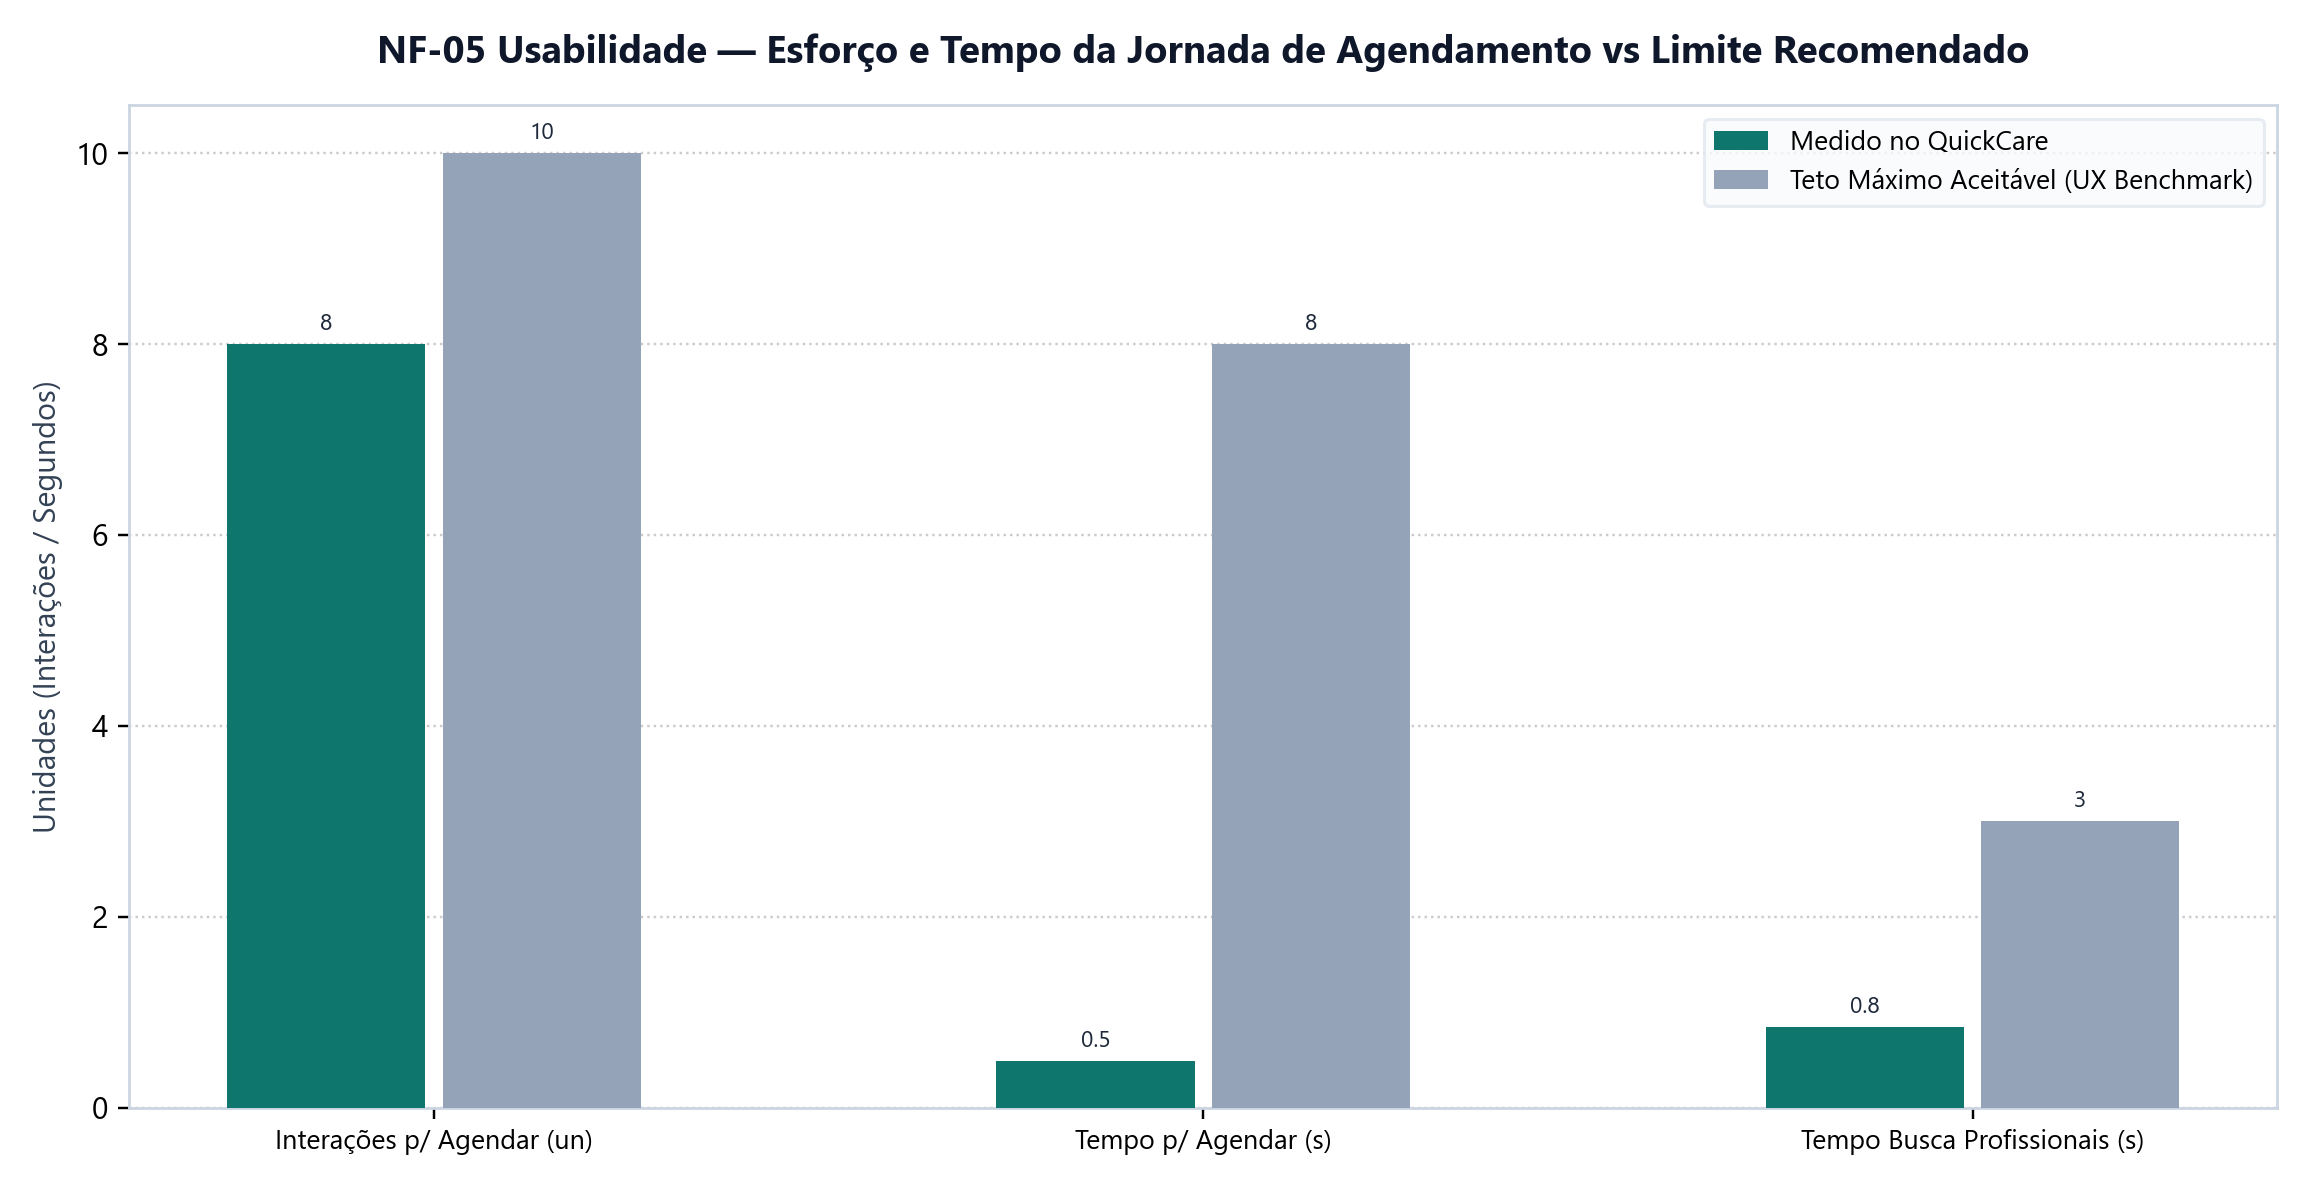 NF-05 Usabilidade — Esforço e Tempo da Jornada de Agendamento vs Limite Recomendado
Medido no QuickCare
Teto Máximo Aceitável (UX Benchmark)
Unidades (Interações / Segundos)
10
8
6
4
2
0
8
10
0.5
8
0.8
3
Interações p/ Agendar (un)
Tempo p/ Agendar (s)
Tempo Busca Profissionais (s)